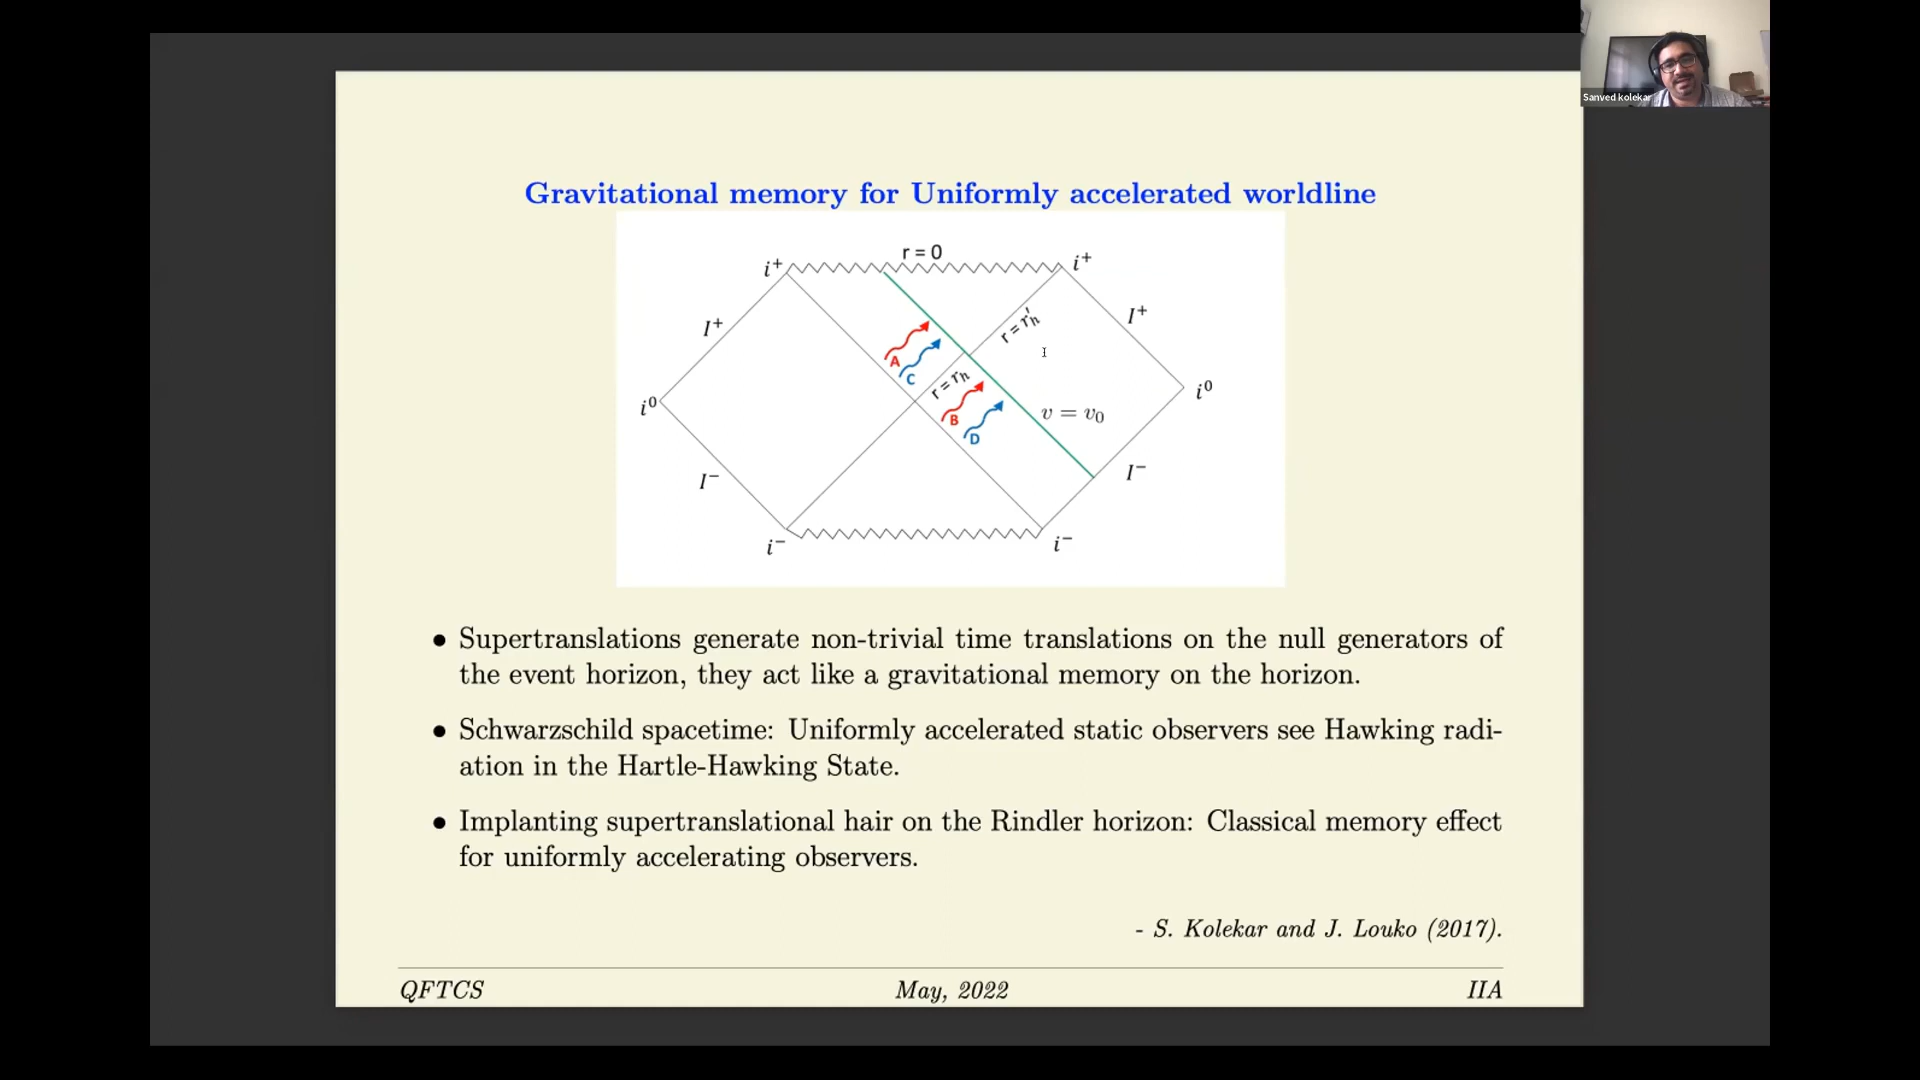 Sanved kolekar
Gravitational memory for Uniformly accelerated worldline
r = 0
i⁺
i⁺
I⁺
I⁺
r = r'ₕ
A
C
r = rₕ
i⁰
i⁰
B
D
v = v₀
I⁻
I⁻
i⁻
i⁻
• Supertranslations generate non-trivial time translations on the null generators of
the event horizon, they act like a gravitational memory on the horizon.
• Schwarzschild spacetime: Uniformly accelerated static observers see Hawking radi-
ation in the Hartle-Hawking State.
• Implanting supertranslational hair on the Rindler horizon: Classical memory effect
for uniformly accelerating observers.
- S. Kolekar and J. Louko (2017).
QFTCS May, 2022 IIA